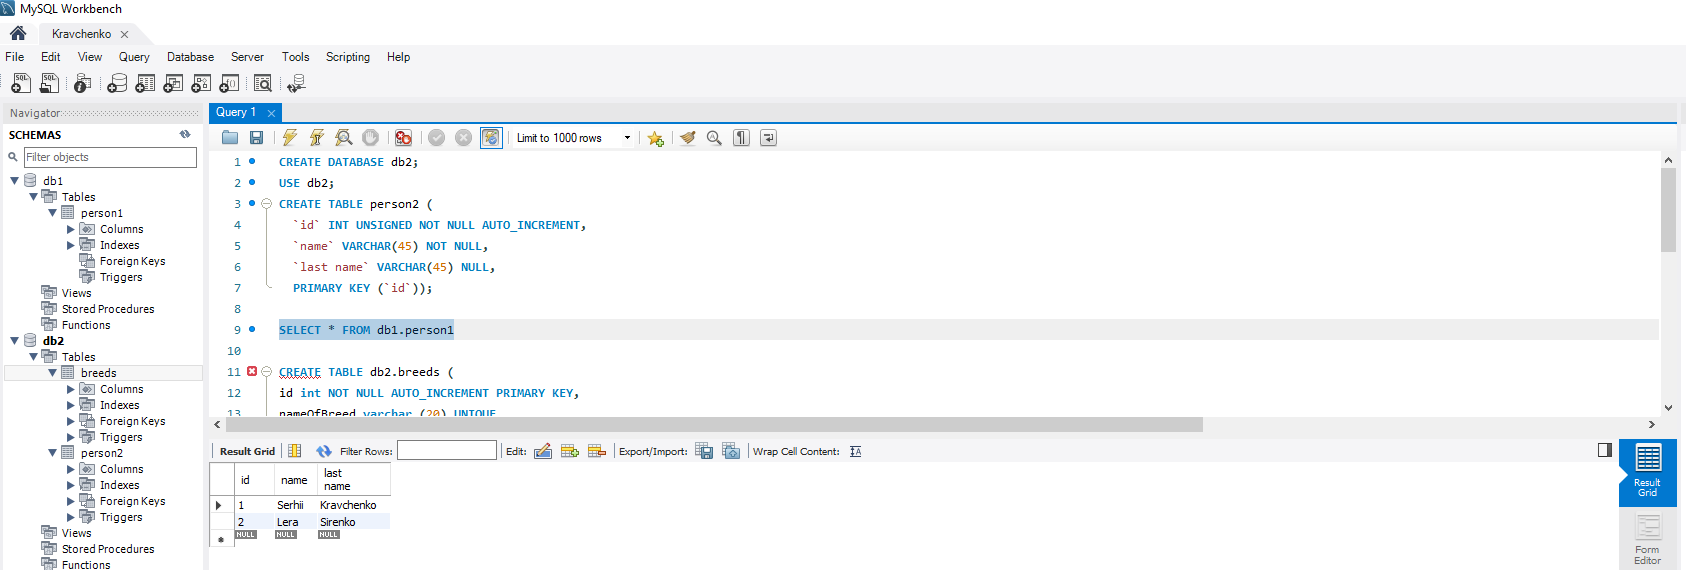 MySQL Workbench
Kravchenko
File Edit View Query Database Server Tools Scripting Help
Navigator
SCHEMAS
Filter objects
db1
Tables
person1
Columns
Indexes
Foreign Keys
Triggers
Views
Stored Procedures
Functions
db2
Tables
breeds
Columns
Indexes
Foreign Keys
Triggers
person2
Columns
Indexes
Foreign Keys
Triggers
Views
Stored Procedures
Functions
Query 1
Limit to 1000 rows
1 CREATE DATABASE db2;
2 USE db2;
3 CREATE TABLE person2 (
4 `id` INT UNSIGNED NOT NULL AUTO_INCREMENT,
5 `name` VARCHAR(45) NOT NULL,
6 `last name` VARCHAR(45) NULL,
7 PRIMARY KEY (`id`));
8
9 SELECT * FROM db1.person1
10
11 CREATE TABLE db2.breeds (
12 id int NOT NULL AUTO_INCREMENT PRIMARY KEY,
13 nameOfBreed varchar (20) UNIQUE
Result Grid Filter Rows: Edit: Export/Import: Wrap Cell Content:
id name last name
1 Serhii Kravchenko
2 Lera Sirenko
NULL NULL NULL
Result Grid
Form Editor